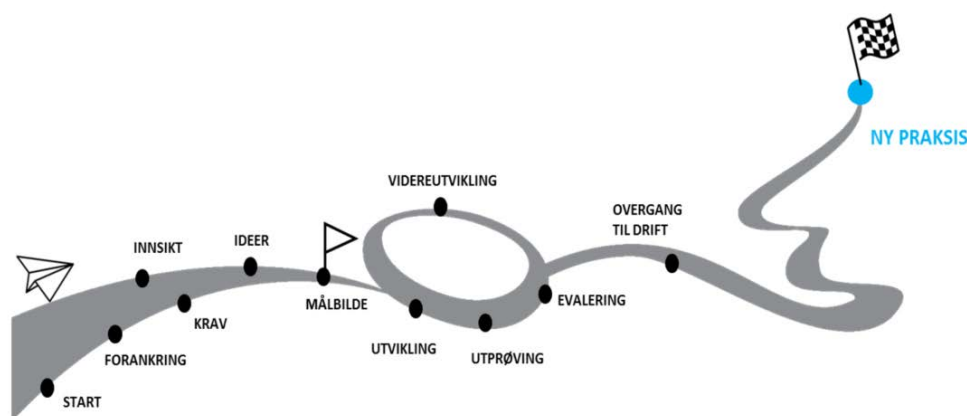 START
FORANKRING
INNSIKT
KRAV
IDEER
MÅLBILDE
UTVIKLING
UTPRØVING
EVALERING
VIDEREUTVIKLING
OVERGANG
TIL DRIFT
NY PRAKSIS